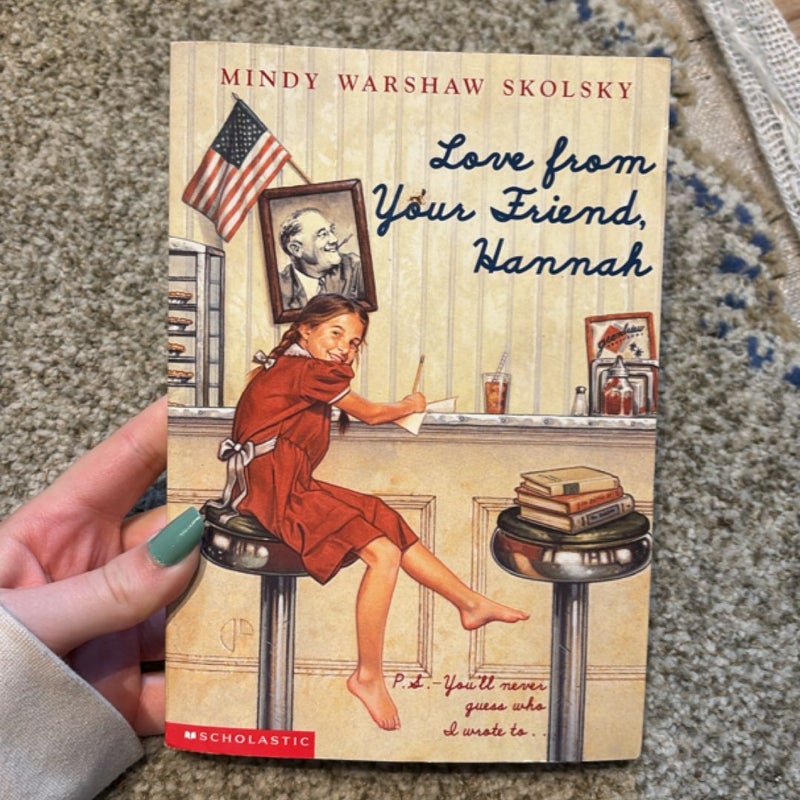 MINDY WARSHAW SKOLSKY
Love from
Your Friend,
Hannah
P.S.-You'll never
guess who
I wrote to..
SCHOLASTIC